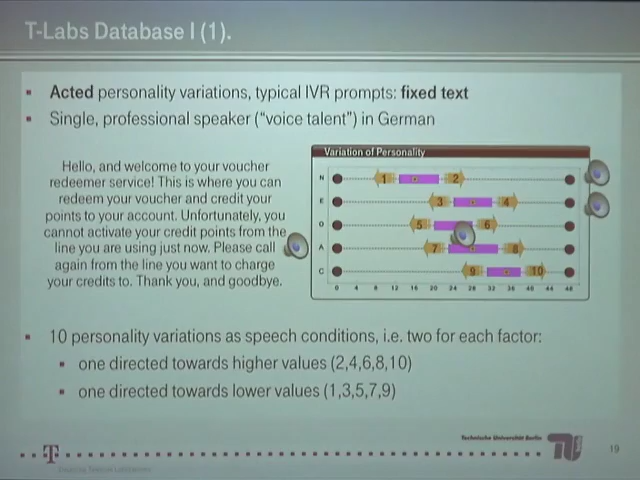 T-Labs Database I (1).
Acted personality variations, typical IVR prompts: fixed text
Single, professional speaker ("voice talent") in German
Hello, and welcome to your voucher
redeemer service! This is where you can
redeem your voucher and credit your
points to your account. Unfortunately, you
cannot activate your credit points from the
line you are using just now. Please call
again from the line you want to charge
your credits to. Thank you, and goodbye.
Variation of Personality
N 1 2
E 3 4
O 5 6
A 7 8
C 9 10
0 4 8 12 16 20 24 28 32 36 40 44 48
10 personality variations as speech conditions, i.e. two for each factor:
one directed towards higher values (2,4,6,8,10)
one directed towards lower values (1,3,5,7,9)
Technische Universität Berlin
T
19